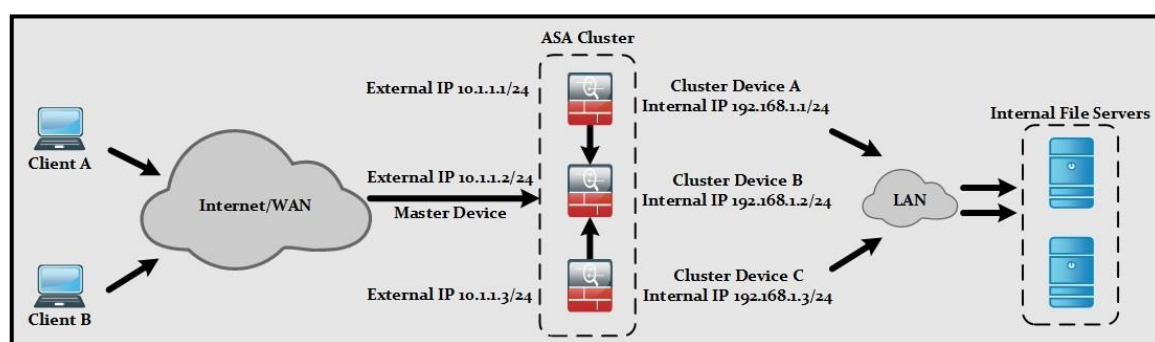 ASA Cluster
External IP 10.1.1.1/24
Cluster Device A
Internal IP 192.168.1.1/24
Internal File Servers
Client A
Internet/WAN
External IP 10.1.1.2/24
Master Device
Cluster Device B
Internal IP 192.168.1.2/24
LAN
Client B
External IP 10.1.1.3/24
Cluster Device C
Internal IP 192.168.1.3/24